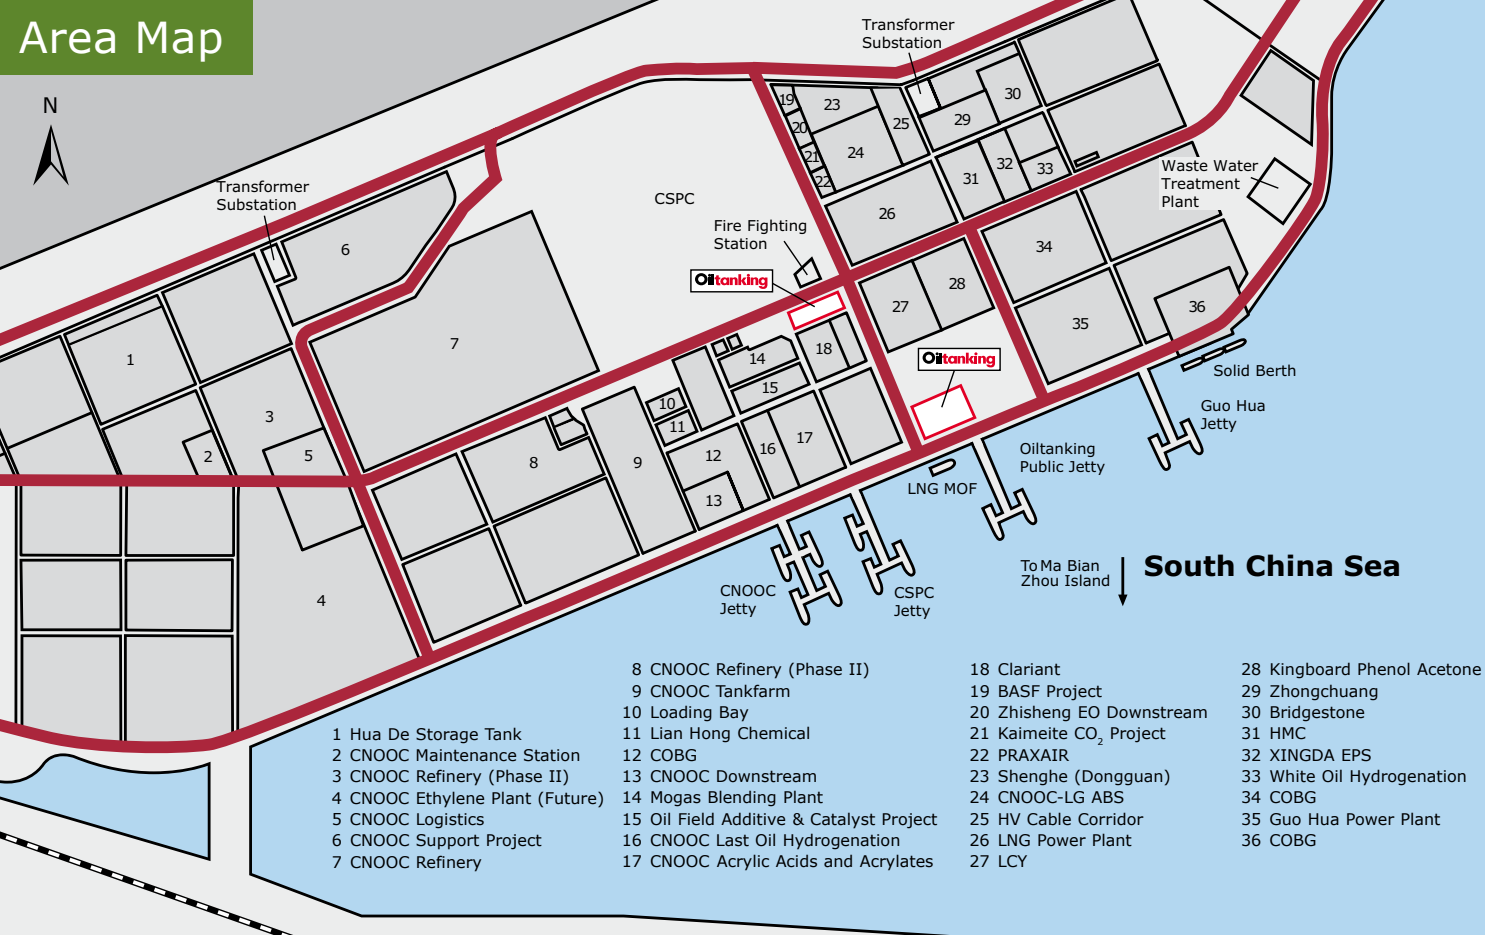 Area Map
N
Transformer
Substation
Transformer
Substation
CSPC
Fire Fighting
Station
Waste Water
Treatment
Plant
Oiltanking
Oiltanking
19
20
21
22
23
24
25
26
29
30
31
32
33
34
35
36
27
28
6
7
1
3
2
5
4
8
9
10
11
12
13
14
15
16
17
18
Solid Berth
Guo Hua
Jetty
Oiltanking
Public Jetty
LNG MOF
CNOOC
Jetty
CSPC
Jetty
To Ma Bian
Zhou Island
South China Sea
1 Hua De Storage Tank
2 CNOOC Maintenance Station
3 CNOOC Refinery (Phase II)
4 CNOOC Ethylene Plant (Future)
5 CNOOC Logistics
6 CNOOC Support Project
7 CNOOC Refinery
8 CNOOC Refinery (Phase II)
9 CNOOC Tankfarm
10 Loading Bay
11 Lian Hong Chemical
12 COBG
13 CNOOC Downstream
14 Mogas Blending Plant
15 Oil Field Additive & Catalyst Project
16 CNOOC Last Oil Hydrogenation
17 CNOOC Acrylic Acids and Acrylates
18 Clariant
19 BASF Project
20 Zhisheng EO Downstream
21 Kaimeite CO2 Project
22 PRAXAIR
23 Shenghe (Dongguan)
24 CNOOC-LG ABS
25 HV Cable Corridor
26 LNG Power Plant
27 LCY
28 Kingboard Phenol Acetone
29 Zhongchuang
30 Bridgestone
31 HMC
32 XINGDA EPS
33 White Oil Hydrogenation
34 COBG
35 Guo Hua Power Plant
36 COBG